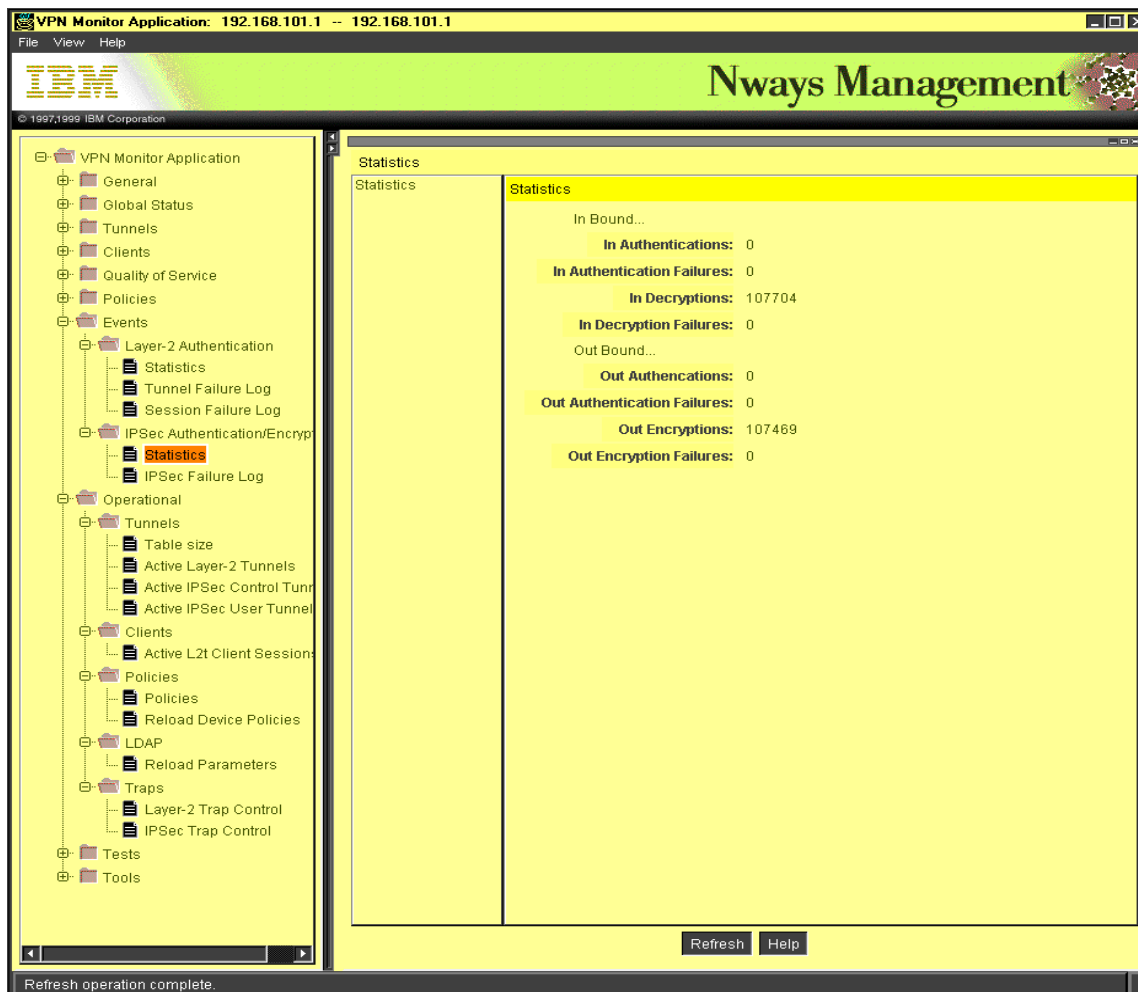 VPN Monitor Application: 192.168.101.1 -- 192.168.101.1
File View Help
IBM
Nways Management
© 1997,1999 IBM Corporation
VPN Monitor Application
General
Global Status
Tunnels
Clients
Quality of Service
Policies
Events
Layer-2 Authentication
Statistics
Tunnel Failure Log
Session Failure Log
IPSec Authentication/Encryp
Statistics
IPSec Failure Log
Operational
Tunnels
Table size
Active Layer-2 Tunnels
Active IPSec Control Tunn
Active IPSec User Tunnel
Clients
Active L2t Client Sessions
Policies
Policies
Reload Device Policies
LDAP
Reload Parameters
Traps
Layer-2 Trap Control
IPSec Trap Control
Tests
Tools
Statistics
Statistics
Statistics
In Bound...
In Authentications: 0
In Authentication Failures: 0
In Decryptions: 107704
In Decryption Failures: 0
Out Bound...
Out Authencations: 0
Out Authentication Failures: 0
Out Encryptions: 107469
Out Encryption Failures: 0
Refresh Help
Refresh operation complete.